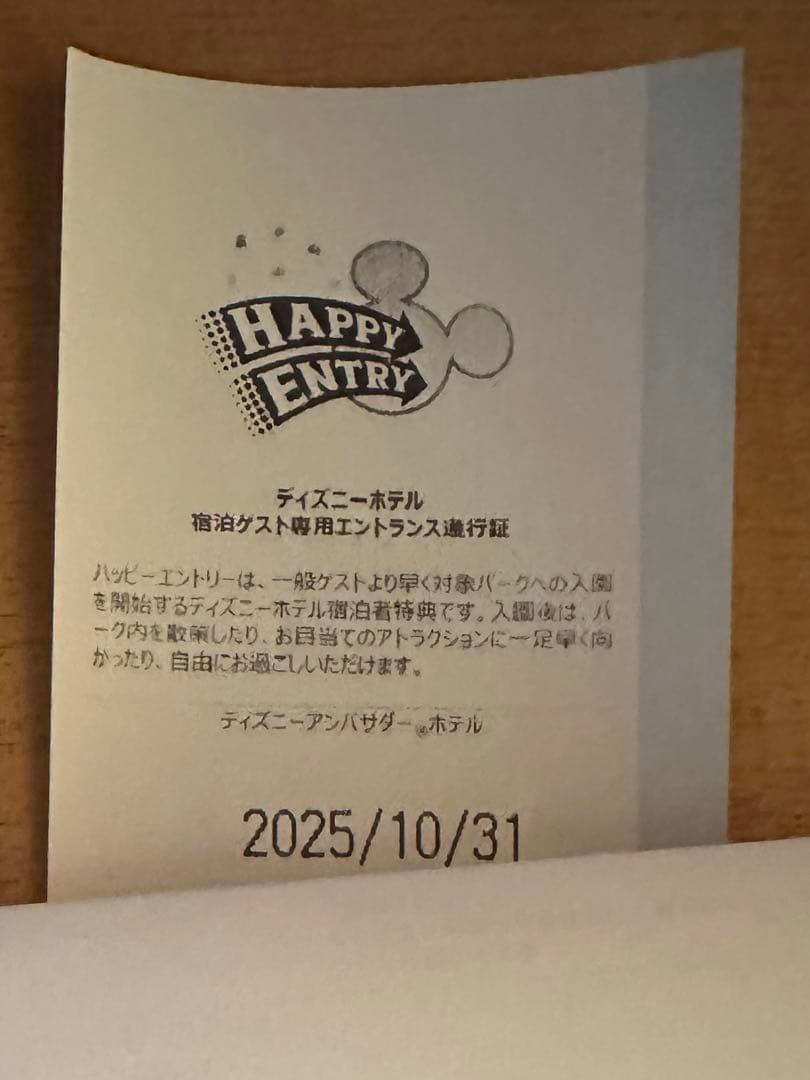 HAPPY
ENTRY
ディズニーホテル
宿泊ゲスト専用エントランス通行証
ハッピーエントリーは、一般ゲストより早く対象パークへの入園
を開始するディズニーホテル宿泊者特典です。入園後は、パ
ーク内を散策したり、お目当てのアトラクションに一足早く向
かったり、自由にお過ごしいただけます。
ディズニーアンバサダー®ホテル
2025/10/31